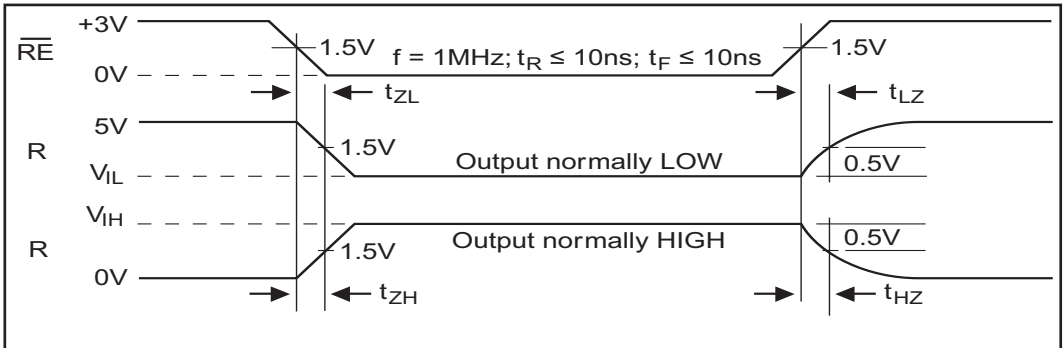 +3V
R̅E̅
1.5V
f = 1MHz; tR ≤ 10ns; tF ≤ 10ns
1.5V
0V
tZL
tLZ
5V
R
1.5V
Output normally LOW
0.5V
VIL
VIH
R
1.5V
Output normally HIGH
0.5V
0V
tZH
tHZ